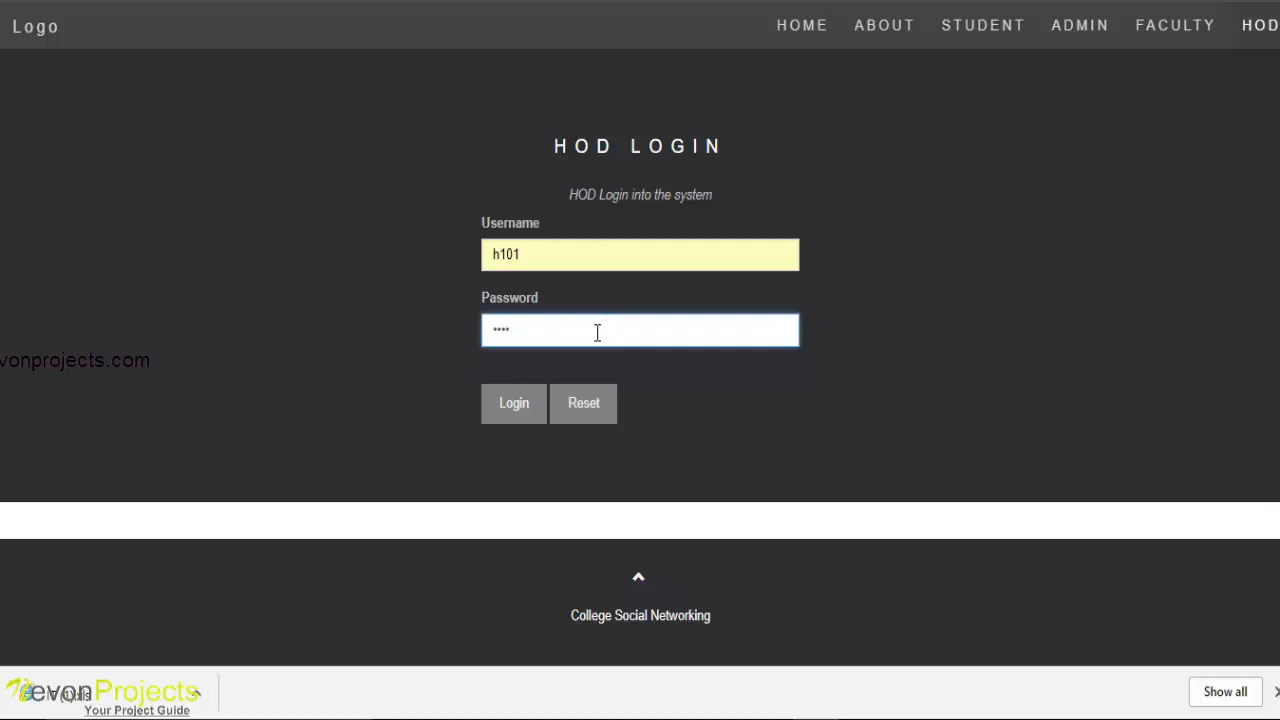 Logo
HOME ABOUT STUDENT ADMIN FACULTY HOD
HOD LOGIN
HOD Login into the system
Username
h101
Password
••••
vonprojects.com
Login Reset
College Social Networking
evonProjects
Your Project Guide
Show all